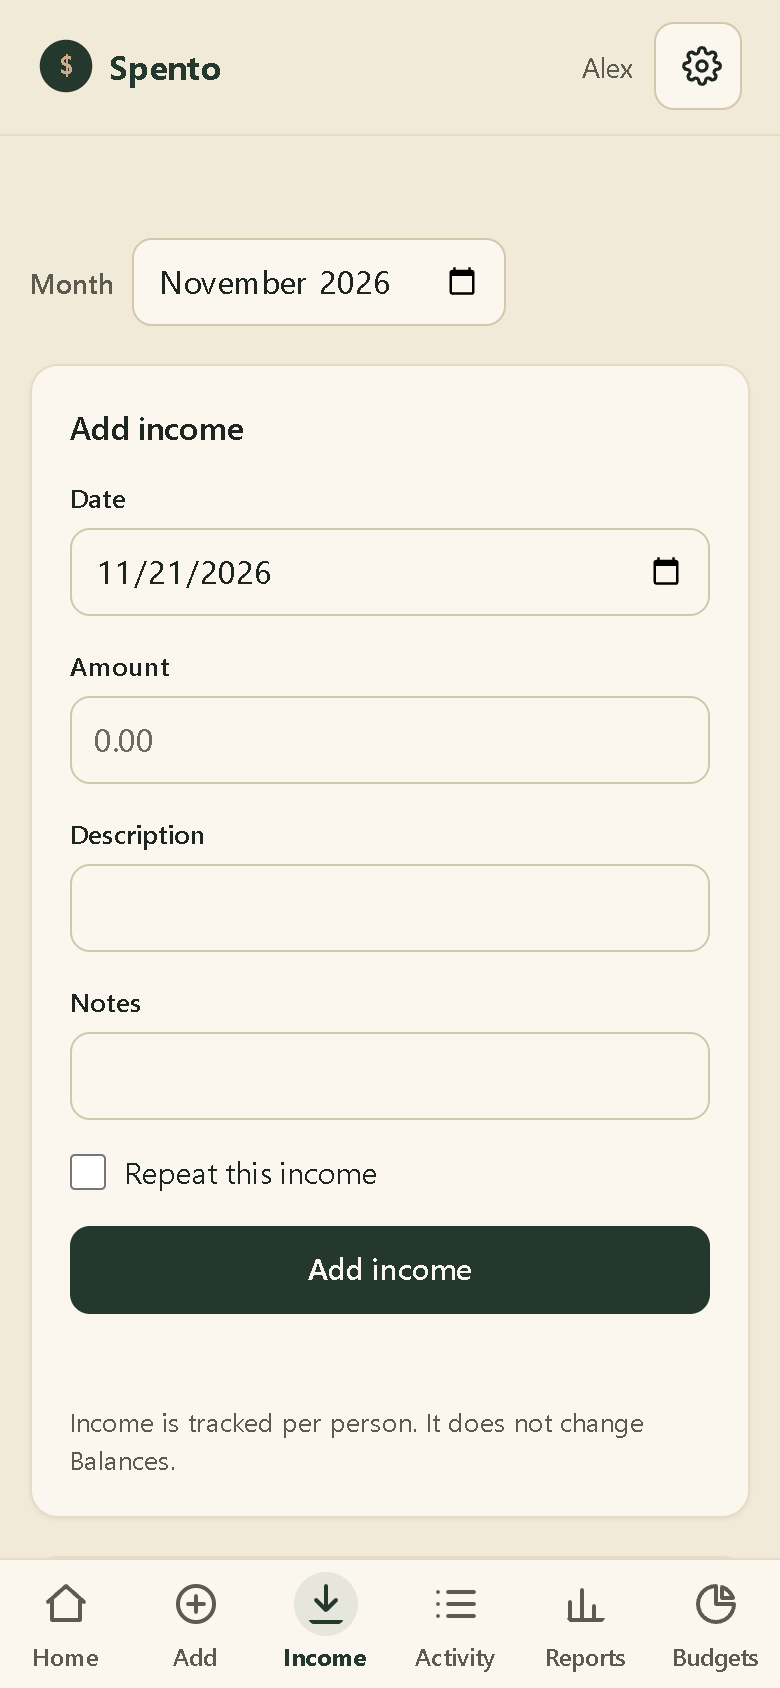 $ Spento
Alex
Month
November 2026
Add income
Date
11/21/2026
Amount
0.00
Description
Notes
Repeat this income
Add income
Income is tracked per person. It does not change
Balances.
Home
Add
Income
Activity
Reports
Budgets